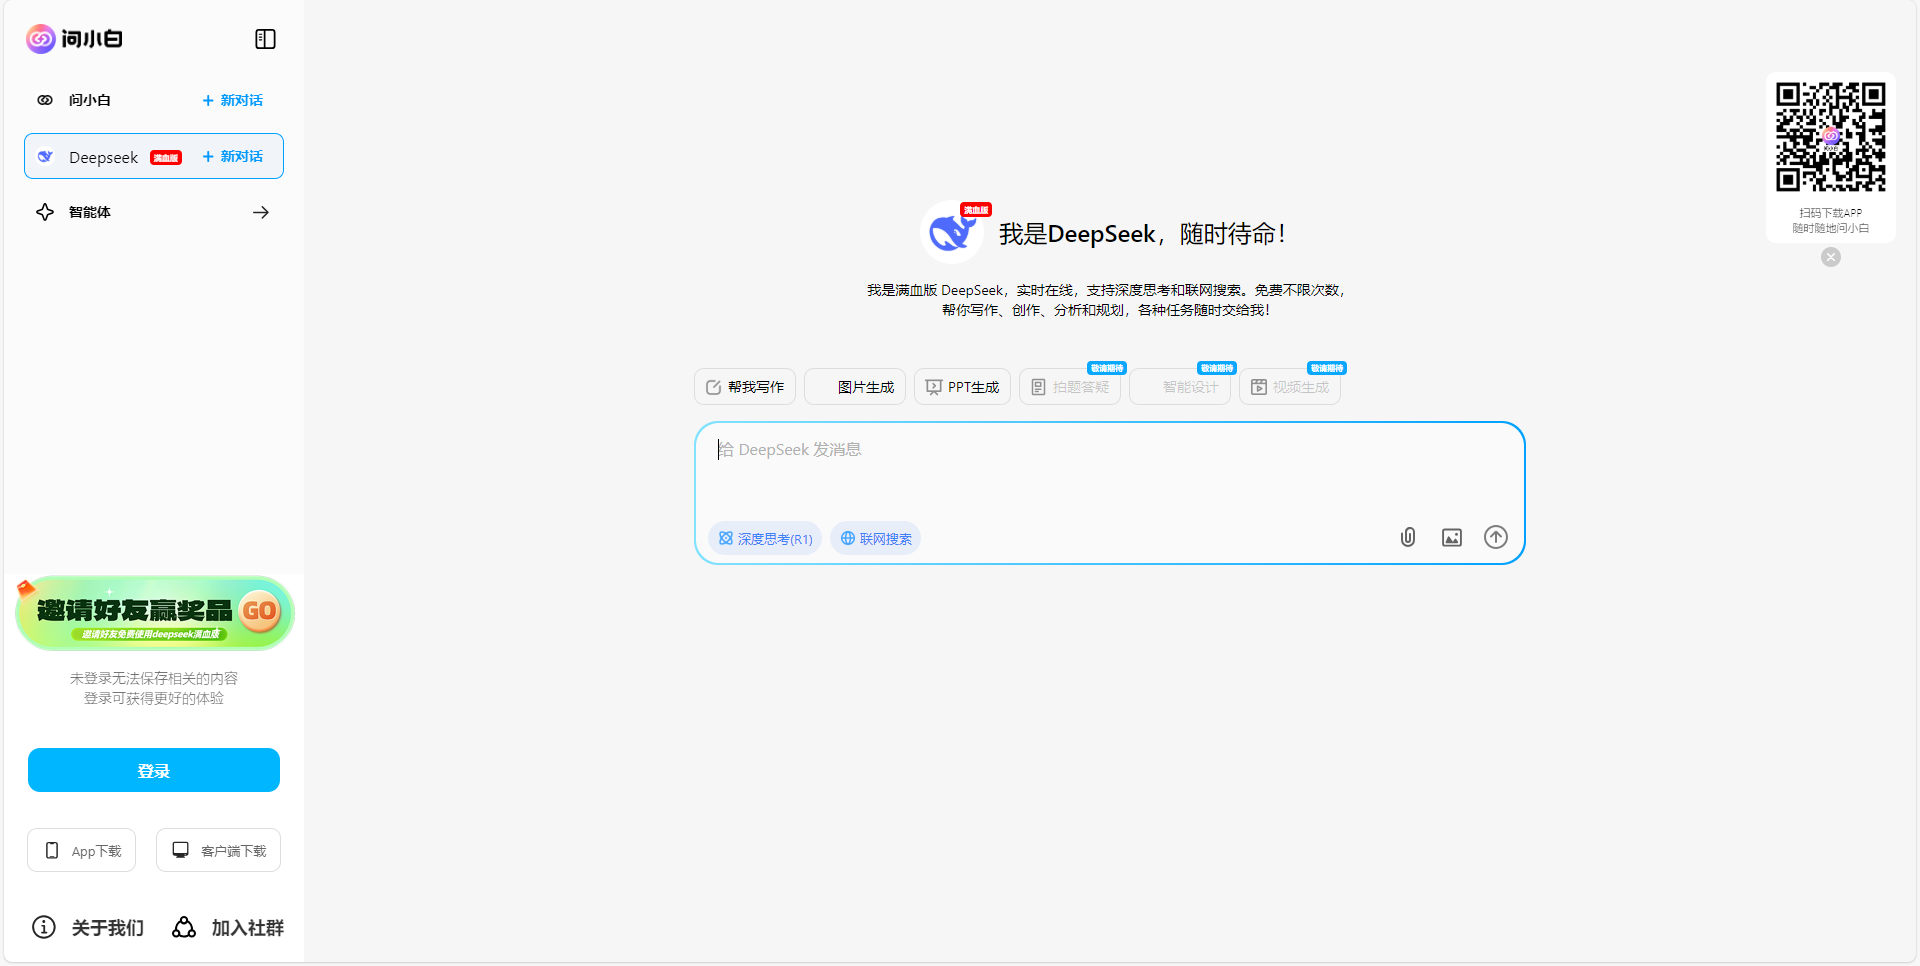 问小白
问小白
+ 新对话
Deepseek 满血版
+ 新对话
智能体
邀请好友赢奖品 GO
邀请好友免费使用deepseek满血版
未登录无法保存相关的内容
登录可获得更好的体验
登录
App下载
客户端下载
关于我们
加入社群
满血版
我是DeepSeek，随时待命！
我是满血版 DeepSeek，实时在线，支持深度思考和联网搜索。免费不限次数，
帮你写作、创作、分析和规划，各种任务随时交给我！
帮我写作
图片生成
PPT生成
敬请期待
拍题答疑
敬请期待
智能设计
敬请期待
视频生成
给 DeepSeek 发消息
深度思考(R1)
联网搜索
问小白
扫码下载APP
随时随地问小白